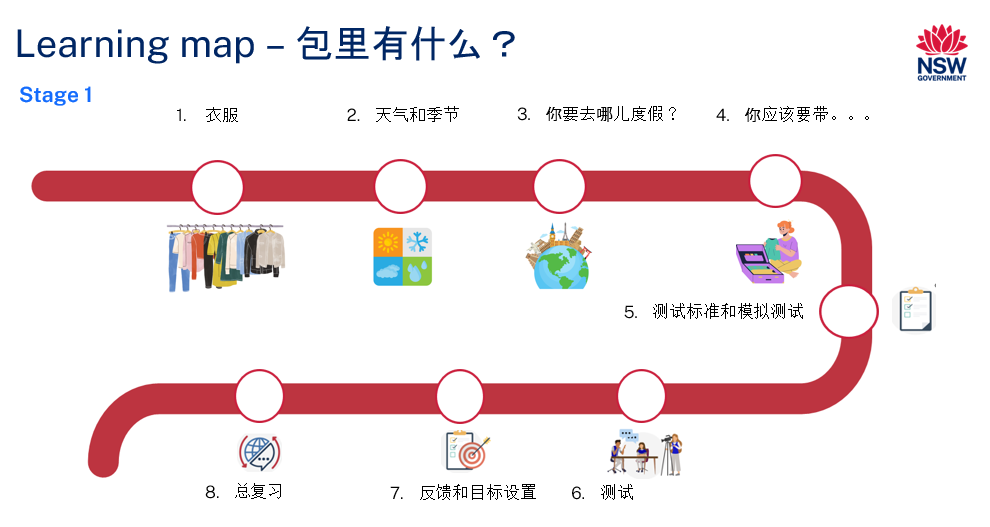 Learning map – 包里有什么？
NSW
GOVERNMENT
Stage 1
1. 衣服
2. 天气和季节
3. 你要去哪儿度假？
4. 你应该要带。。。
5. 测试标准和模拟测试
8. 总复习
7. 反馈和目标设置
6. 测试